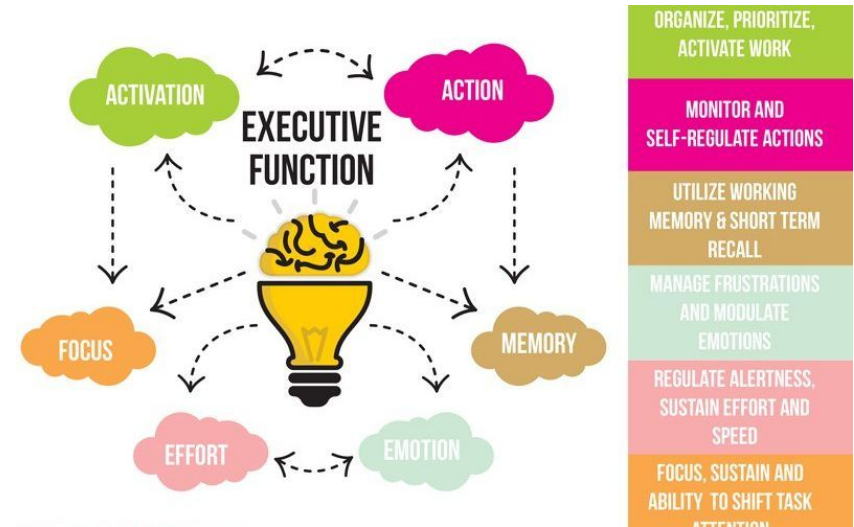 ACTIVATION
ACTION
EXECUTIVE
FUNCTION
FOCUS
MEMORY
EFFORT
EMOTION
ORGANIZE, PRIORITIZE,
ACTIVATE WORK
MONITOR AND
SELF-REGULATE ACTIONS
UTILIZE WORKING
MEMORY & SHORT TERM
RECALL
MANAGE FRUSTRATIONS
AND MODULATE
EMOTIONS
REGULATE ALERTNESS,
SUSTAIN EFFORT AND
SPEED
FOCUS, SUSTAIN AND
ABILITY TO SHIFT TASK
ATTENTION